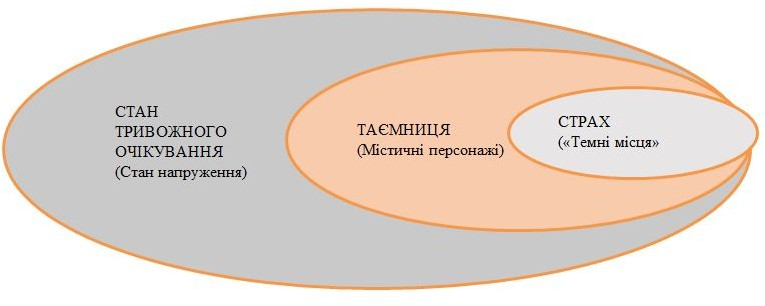 СТАН
ТРИВОЖНОГО
ОЧІКУВАННЯ
(Стан напруження)
ТАЄМНИЦЯ
(Містичні персонажі)
СТРАХ
(«Темні місця»